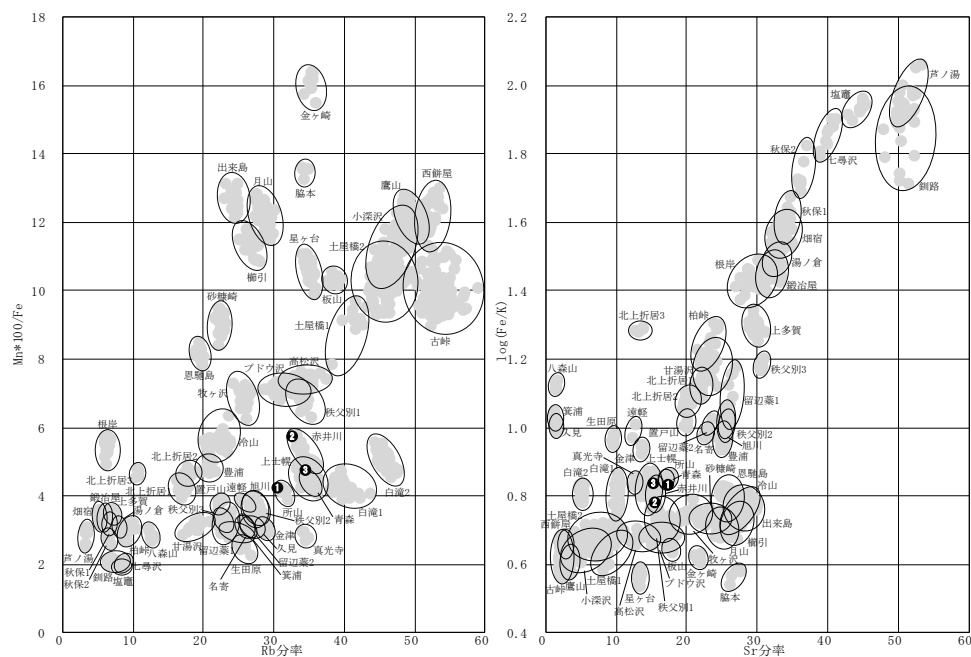 18
16
14
12
10
8
6
4
2
0
Mn*100/Fe
0
10
20
30
40
50
60
Rb分率
金ヶ崎
脇本
出来島
月山
鷹山
西餅屋
小深沢
櫛引
星ヶ台
土屋橋2
板山
砂糠崎
土屋橋1
古峠
恩馳島
ブドウ沢
高松沢
牧ヶ沢
秩父別1
根岸
冷山
❷
赤井川
北上折居3
豊浦
上士幌
❸
白滝2
北上折居2
北上折居1
置戸山
遠軽
旭川
❶
鍛冶屋
上多賀
畑宿
湯ノ倉
秩父別3
所山
青森
白滝1
秩父別2
柏峠
八森山
甘湯沢
留辺蘂1
金津
久見
真光寺
芦ノ湯
秋保1
秋保2
釧路
塩竈
七尋沢
生田原
留辺蘂2
箕浦
名寄
2.2
2.0
1.8
1.6
1.4
1.2
1.0
0.8
0.6
0.4
log(Fe/K)
0
10
20
30
40
50
60
Sr分率
芦ノ湯
塩竈
秋保2
七尋沢
釧路
秋保1
畑宿
根岸
湯ノ倉
鍛冶屋
北上折居3
柏峠
上多賀
八森山
甘湯沢
秩父別3
北上折居1
北上折居2
箕浦
久見
生田原
遠軽
留辺蘂1
置戸山
秩父別2
旭川
名寄
留辺蘂2
豊浦
真光寺
金津
上士幌
所山
青森
砂糠崎
恩馳島
冷山
白滝2
白滝1
❸
❶
赤井川
❷
土屋橋2
西餅屋
出来島
櫛引
月山
牧ヶ沢
板山
金ヶ崎
ブドウ沢
古峠
鷹山
土屋橋1
小深沢
星ヶ台
高松沢
秩父別1
脇本